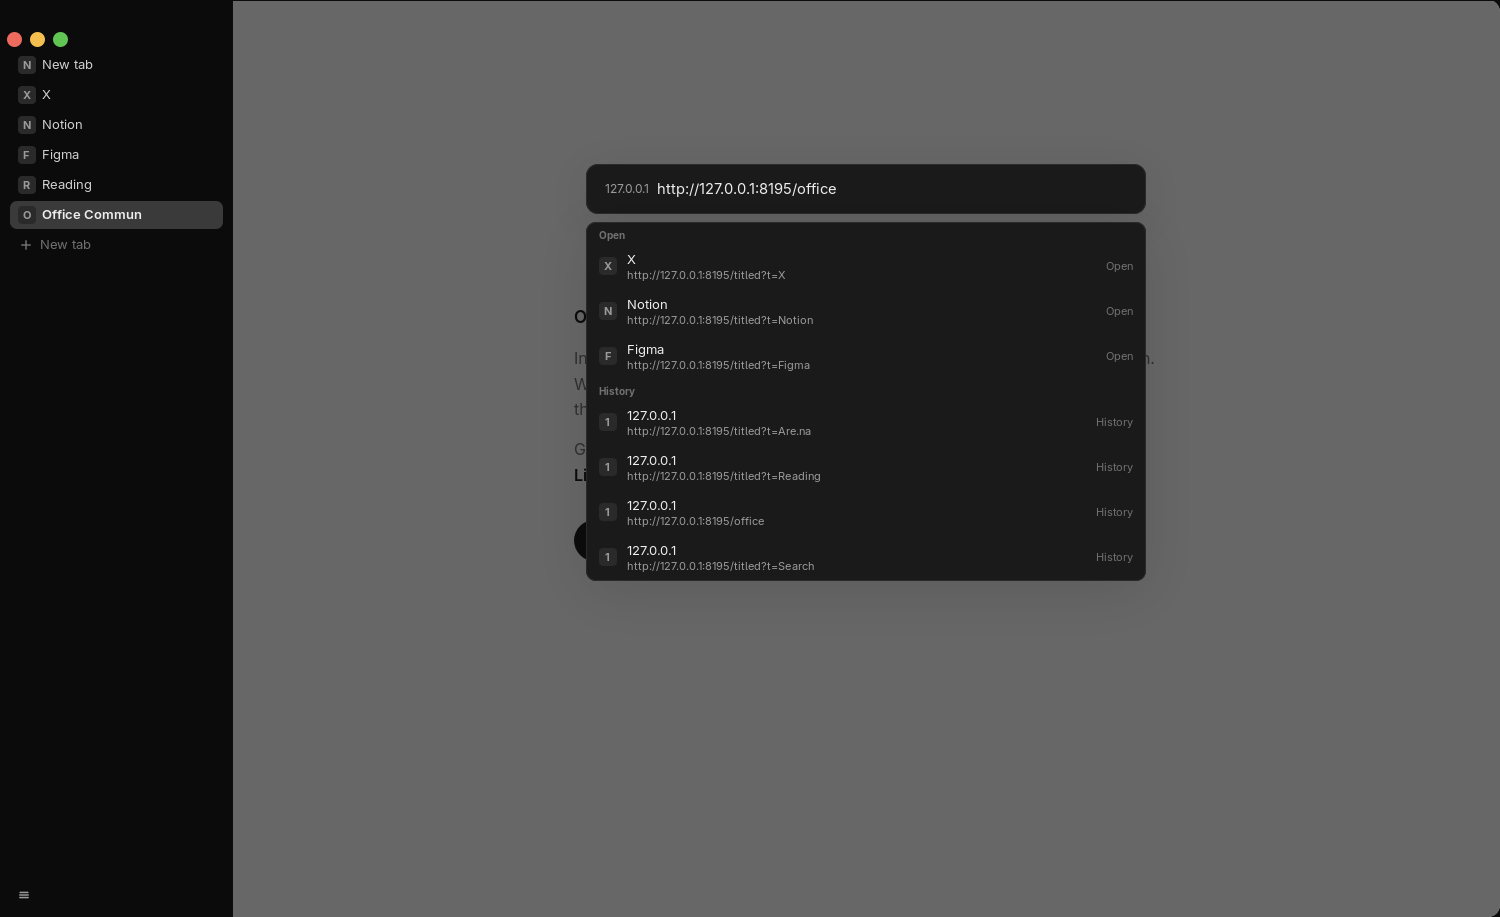 N New tab
X X
N Notion
F Figma
R Reading
O Office Commun
+ New tab
127.0.0.1 http://127.0.0.1:8195/office
Open
X X
http://127.0.0.1:8195/titled?t=X
Open
N Notion
http://127.0.0.1:8195/titled?t=Notion
Open
F Figma
http://127.0.0.1:8195/titled?t=Figma
Open
History
1 127.0.0.1
http://127.0.0.1:8195/titled?t=Are.na
History
1 127.0.0.1
http://127.0.0.1:8195/titled?t=Reading
History
1 127.0.0.1
http://127.0.0.1:8195/office
History
1 127.0.0.1
http://127.0.0.1:8195/titled?t=Search
History